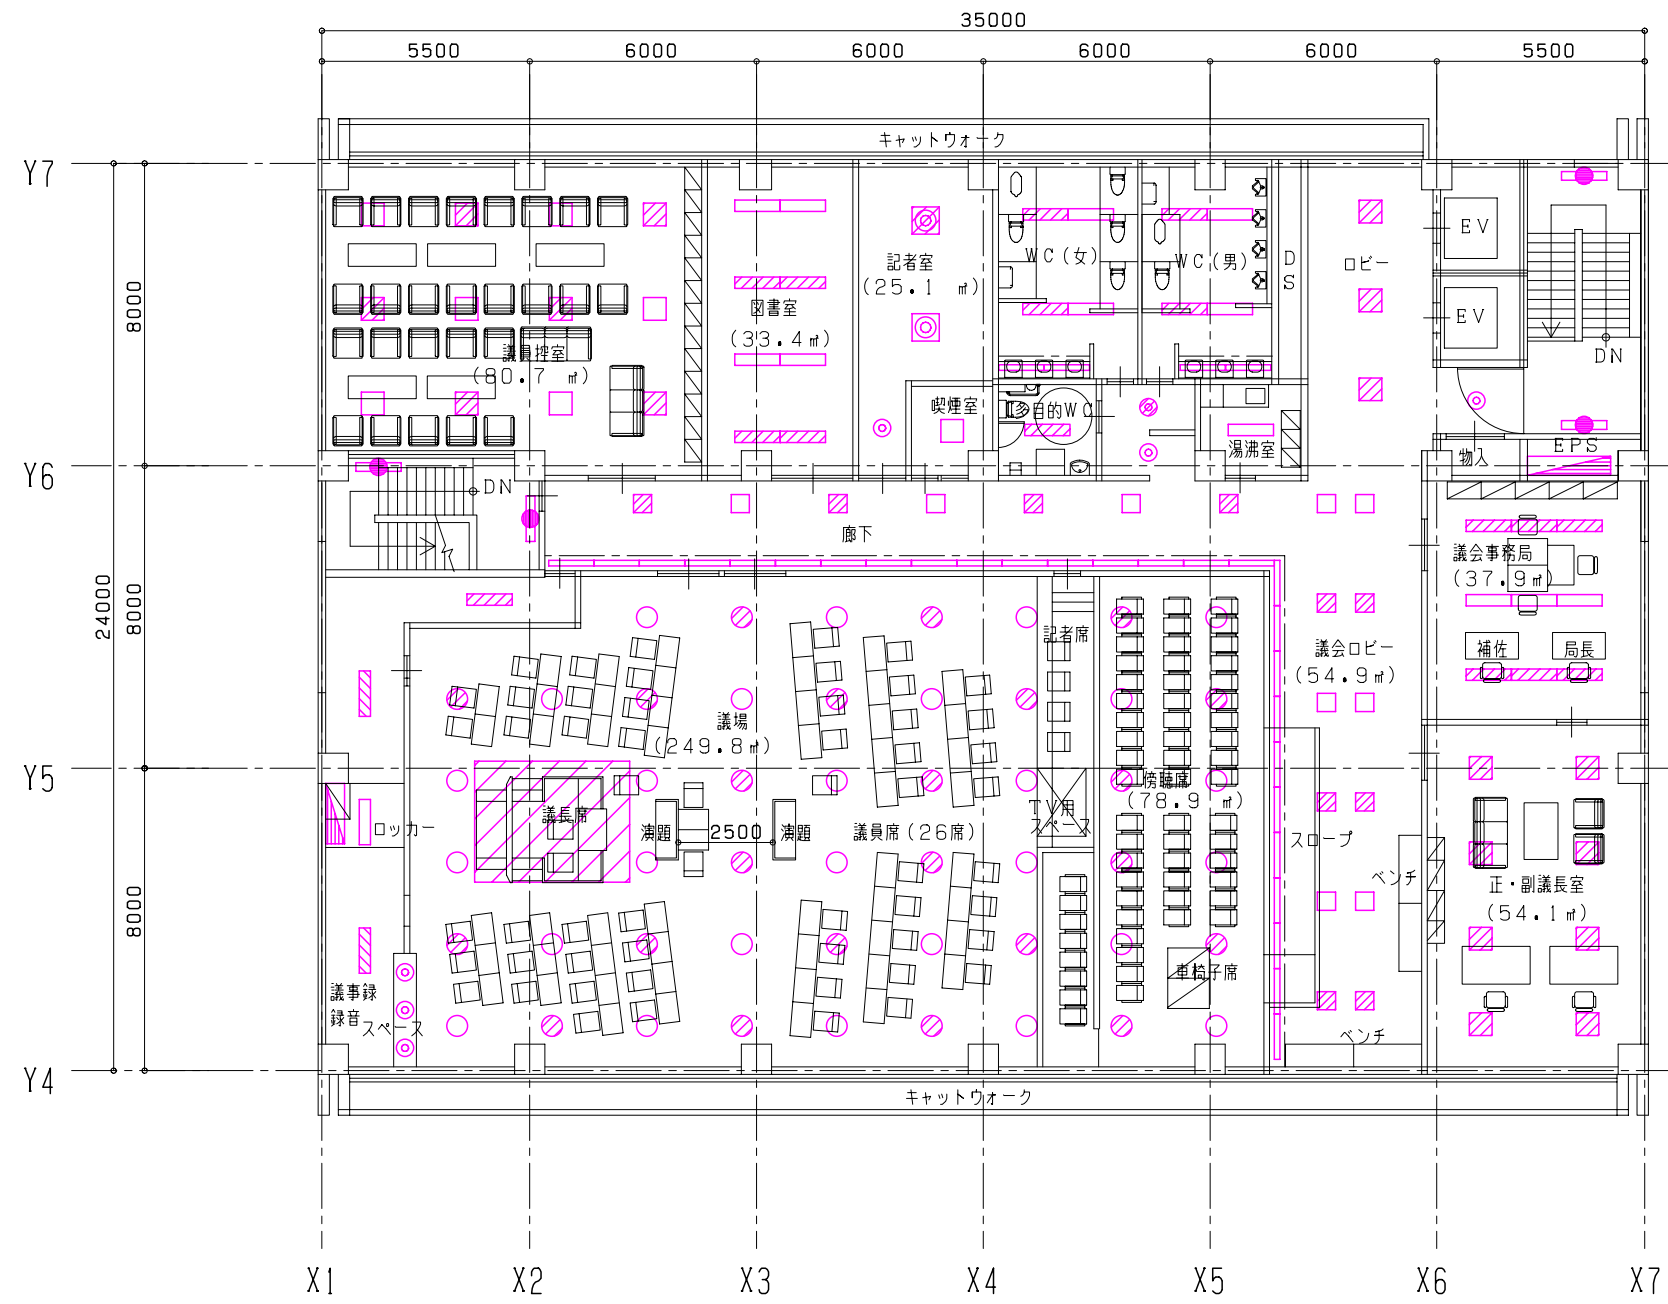 35000
5500
6000
6000
6000
6000
5500
キャットウォーク
Y7
EV
WC(女)
WC(男)
DS
ロビー
記者室
(25.1 ㎡)
8000
図書室
(33.4㎡)
EV
議員控室
(80.7 ㎡)
DN
喫煙室
多目的WC
湯沸室
EPS
物入
Y6
DN
廊下
議会事務局
(37.9㎡)
24000
8000
記者席
議会ロビー
(54.9㎡)
補佐
局長
議場
(249.8㎡)
Y5
傍聴席
(78.9 ㎡)
TV用
スペース
議長席
ロッカー
演題
2500
演題
議員席(26席)
スロープ
ベンチ
正・副議長室
(54.1㎡)
8000
車椅子席
議事録
録音
スペース
ベンチ
Y4
キャットウォーク
X1
X2
X3
X4
X5
X6
X7